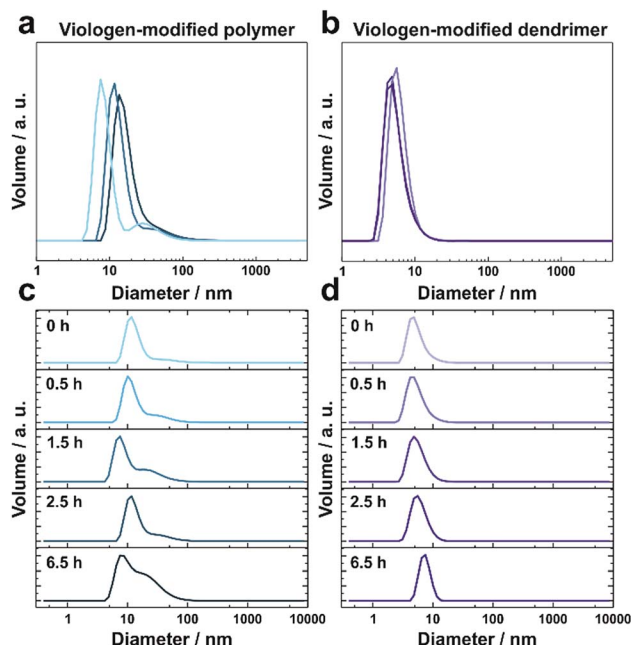 a Viologen-modified polymer
b Viologen-modified dendrimer
Volume / a. u.
1 10 100 1000
Diameter / nm
Volume / a. u.
1 10 100 1000
Diameter / nm
c
0 h
0.5 h
1.5 h
2.5 h
6.5 h
Volume / a. u.
1 10 100 1000 10000
Diameter / nm
d
0 h
0.5 h
1.5 h
2.5 h
6.5 h
Volume / a. u.
1 10 100 1000 10000
Diameter / nm